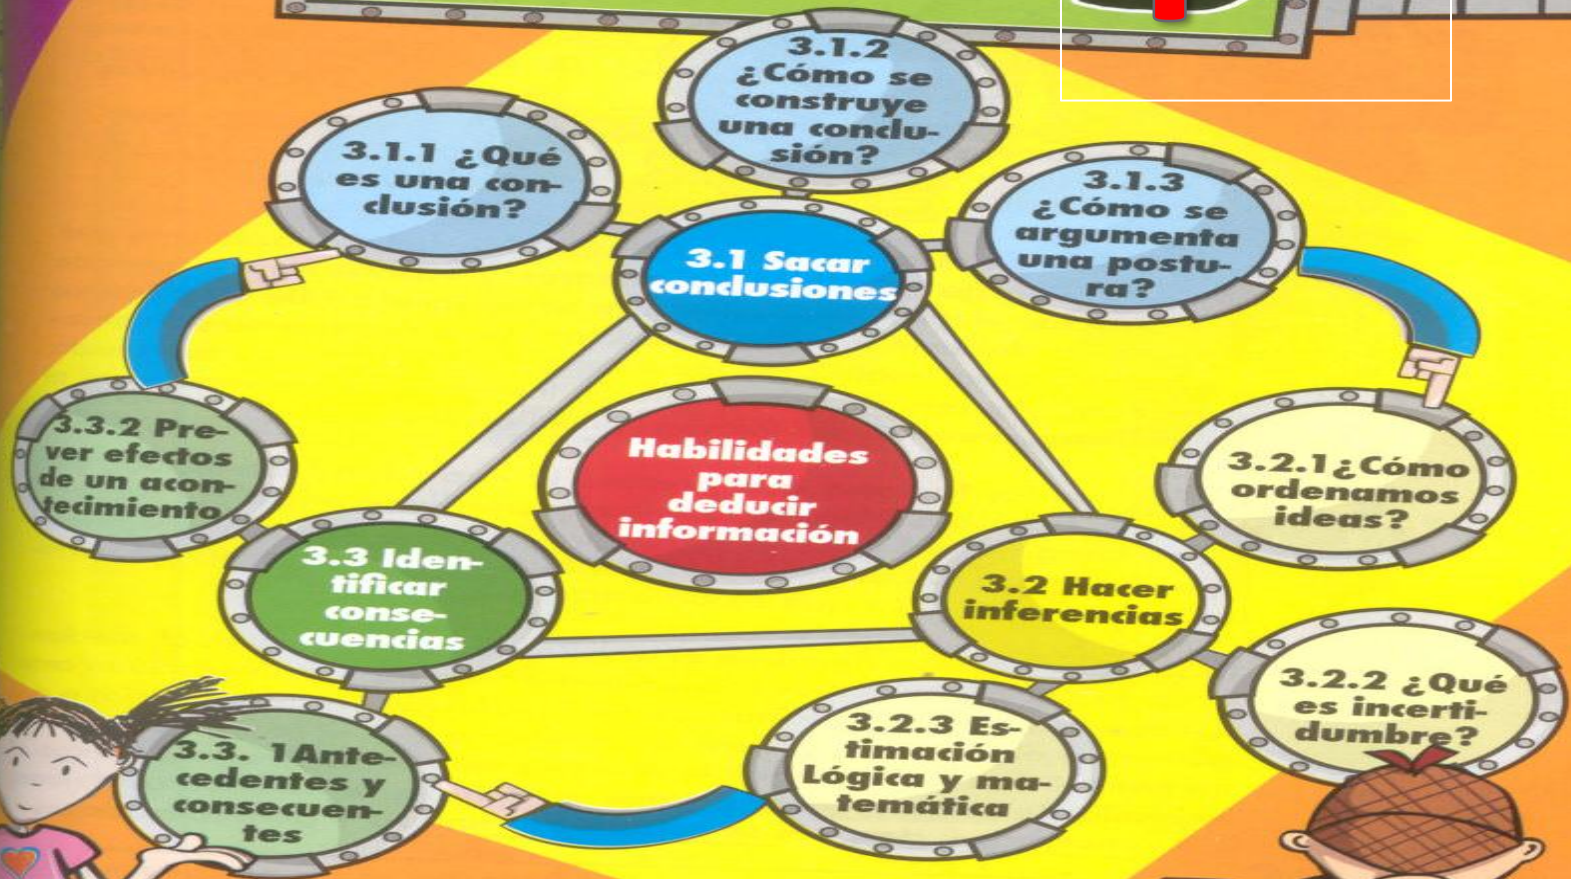 3.1.2
¿Cómo se
construye
una conclu-
sión?
3.1.1 ¿Qué
es una con-
clusión?
3.1.3
¿Cómo se
argumenta
una postu-
ra?
3.1 Sacar
conclusiones
3.3.2 Pre-
ver efectos
de un acon-
tecimiento
Habilidades
para
deducir
información
3.2.1¿Cómo
ordenamos
ideas?
3.3 Iden-
tificar
conse-
cuencias
3.2 Hacer
inferencias
3.2.2 ¿Qué
es incerti-
dumbre?
3.2.3 Es-
timación
Lógica y ma-
temática
3.3. 1Ante-
cedentes y
consecuen-
tes